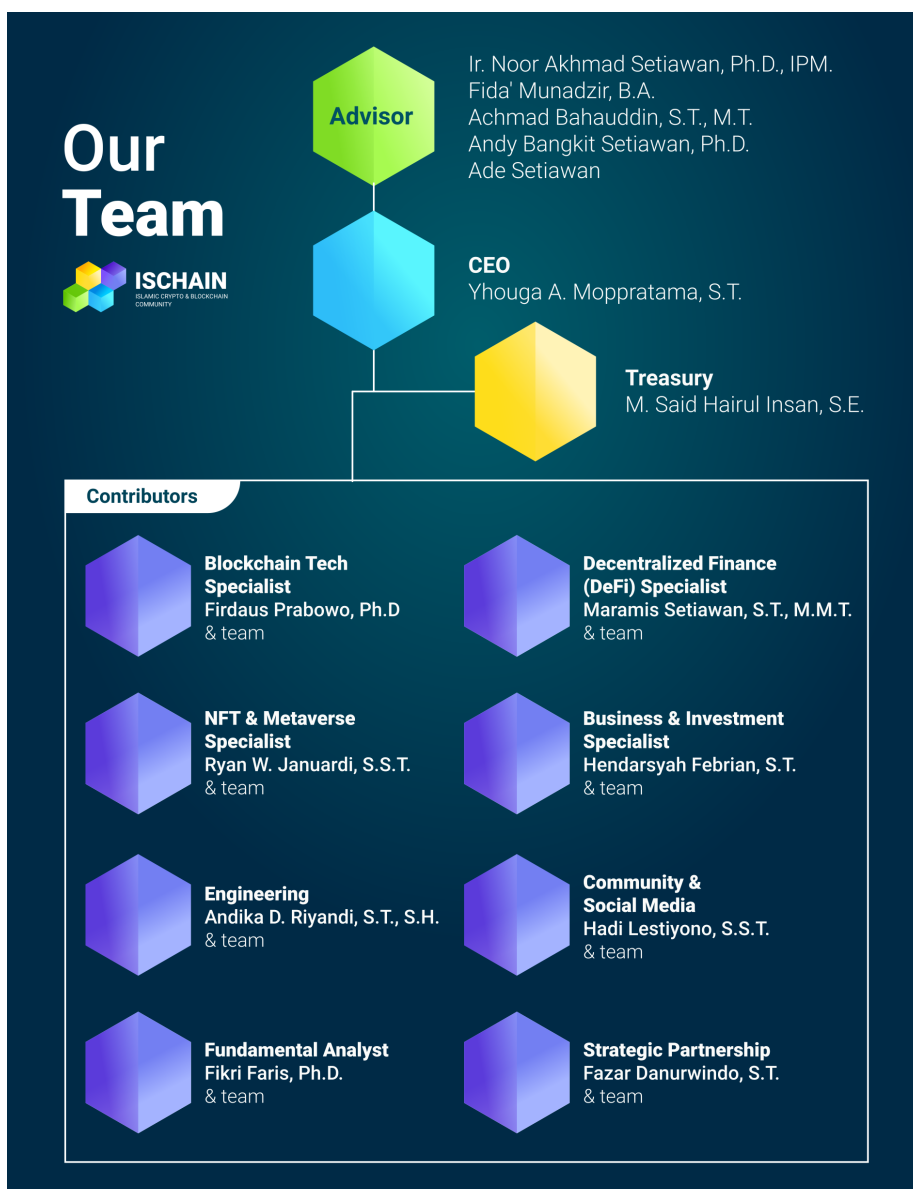 Our
Team
ISCHAIN
ISLAMIC CRYPTO & BLOCKCHAIN
COMMUNITY
Advisor
Ir. Noor Akhmad Setiawan, Ph.D., IPM.
Fida' Munadzir, B.A.
Achmad Bahauddin, S.T., M.T.
Andy Bangkit Setiawan, Ph.D.
Ade Setiawan
CEO
Yhouga A. Moppratama, S.T.
Treasury
M. Said Hairul Insan, S.E.
Contributors
Blockchain Tech
Specialist
Firdaus Prabowo, Ph.D
& team
Decentralized Finance
(DeFi) Specialist
Maramis Setiawan, S.T., M.M.T.
& team
NFT & Metaverse
Specialist
Ryan W. Januardi, S.S.T.
& team
Business & Investment
Specialist
Hendarsyah Febrian, S.T.
& team
Engineering
Andika D. Riyandi, S.T., S.H.
& team
Community &
Social Media
Hadi Lestiyono, S.S.T.
& team
Fundamental Analyst
Fikri Faris, Ph.D.
& team
Strategic Partnership
Fazar Danurwindo, S.T.
& team